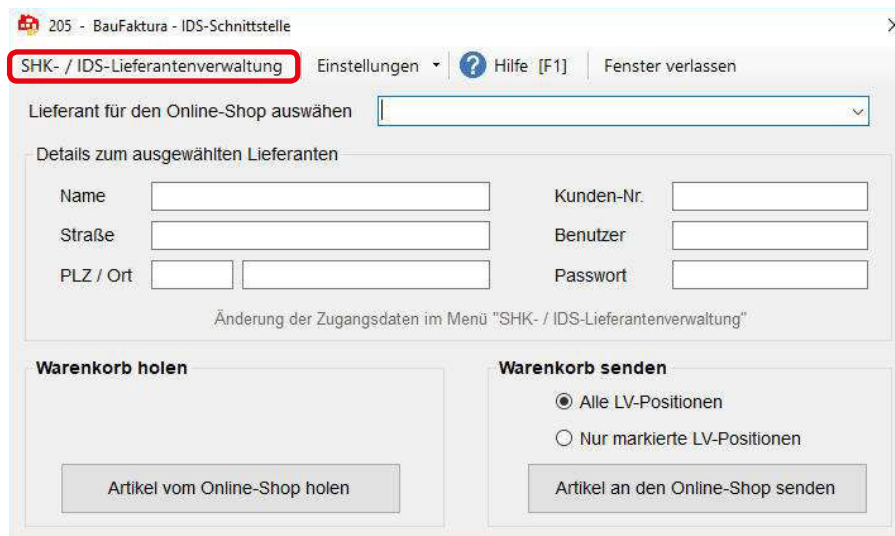 205 - BauFaktura - IDS-Schnittstelle
SHK- / IDS-Lieferantenverwaltung Einstellungen Hilfe [F1] Fenster verlassen
Lieferant für den Online-Shop auswähen
Details zum ausgewählten Lieferanten
Name Kunden-Nr.
Straße Benutzer
PLZ / Ort Passwort
Änderung der Zugangsdaten im Menü "SHK- / IDS-Lieferantenverwaltung"
Warenkorb holen
Artikel vom Online-Shop holen
Warenkorb senden
Alle LV-Positionen
Nur markierte LV-Positionen
Artikel an den Online-Shop senden